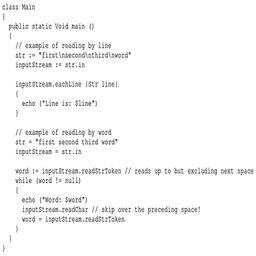 class Main
{
  public static Void main ()
  {
    // example of reading by line
    str := "first\nsecond\nthird\nword"
    inputStream := str.in

    inputStream.eachLine |Str line|
    {
      echo ("Line is: $line")
    }

    // example of reading by word
    str = "first second third word"
    inputStream = str.in

    word := inputStream.readStrToken // reads up to but excluding next space
    while (word != null)
    {
      echo ("Word: $word")
      inputStream.readChar // skip over the preceding space!
      word = inputStream.readStrToken
    }
  }
}